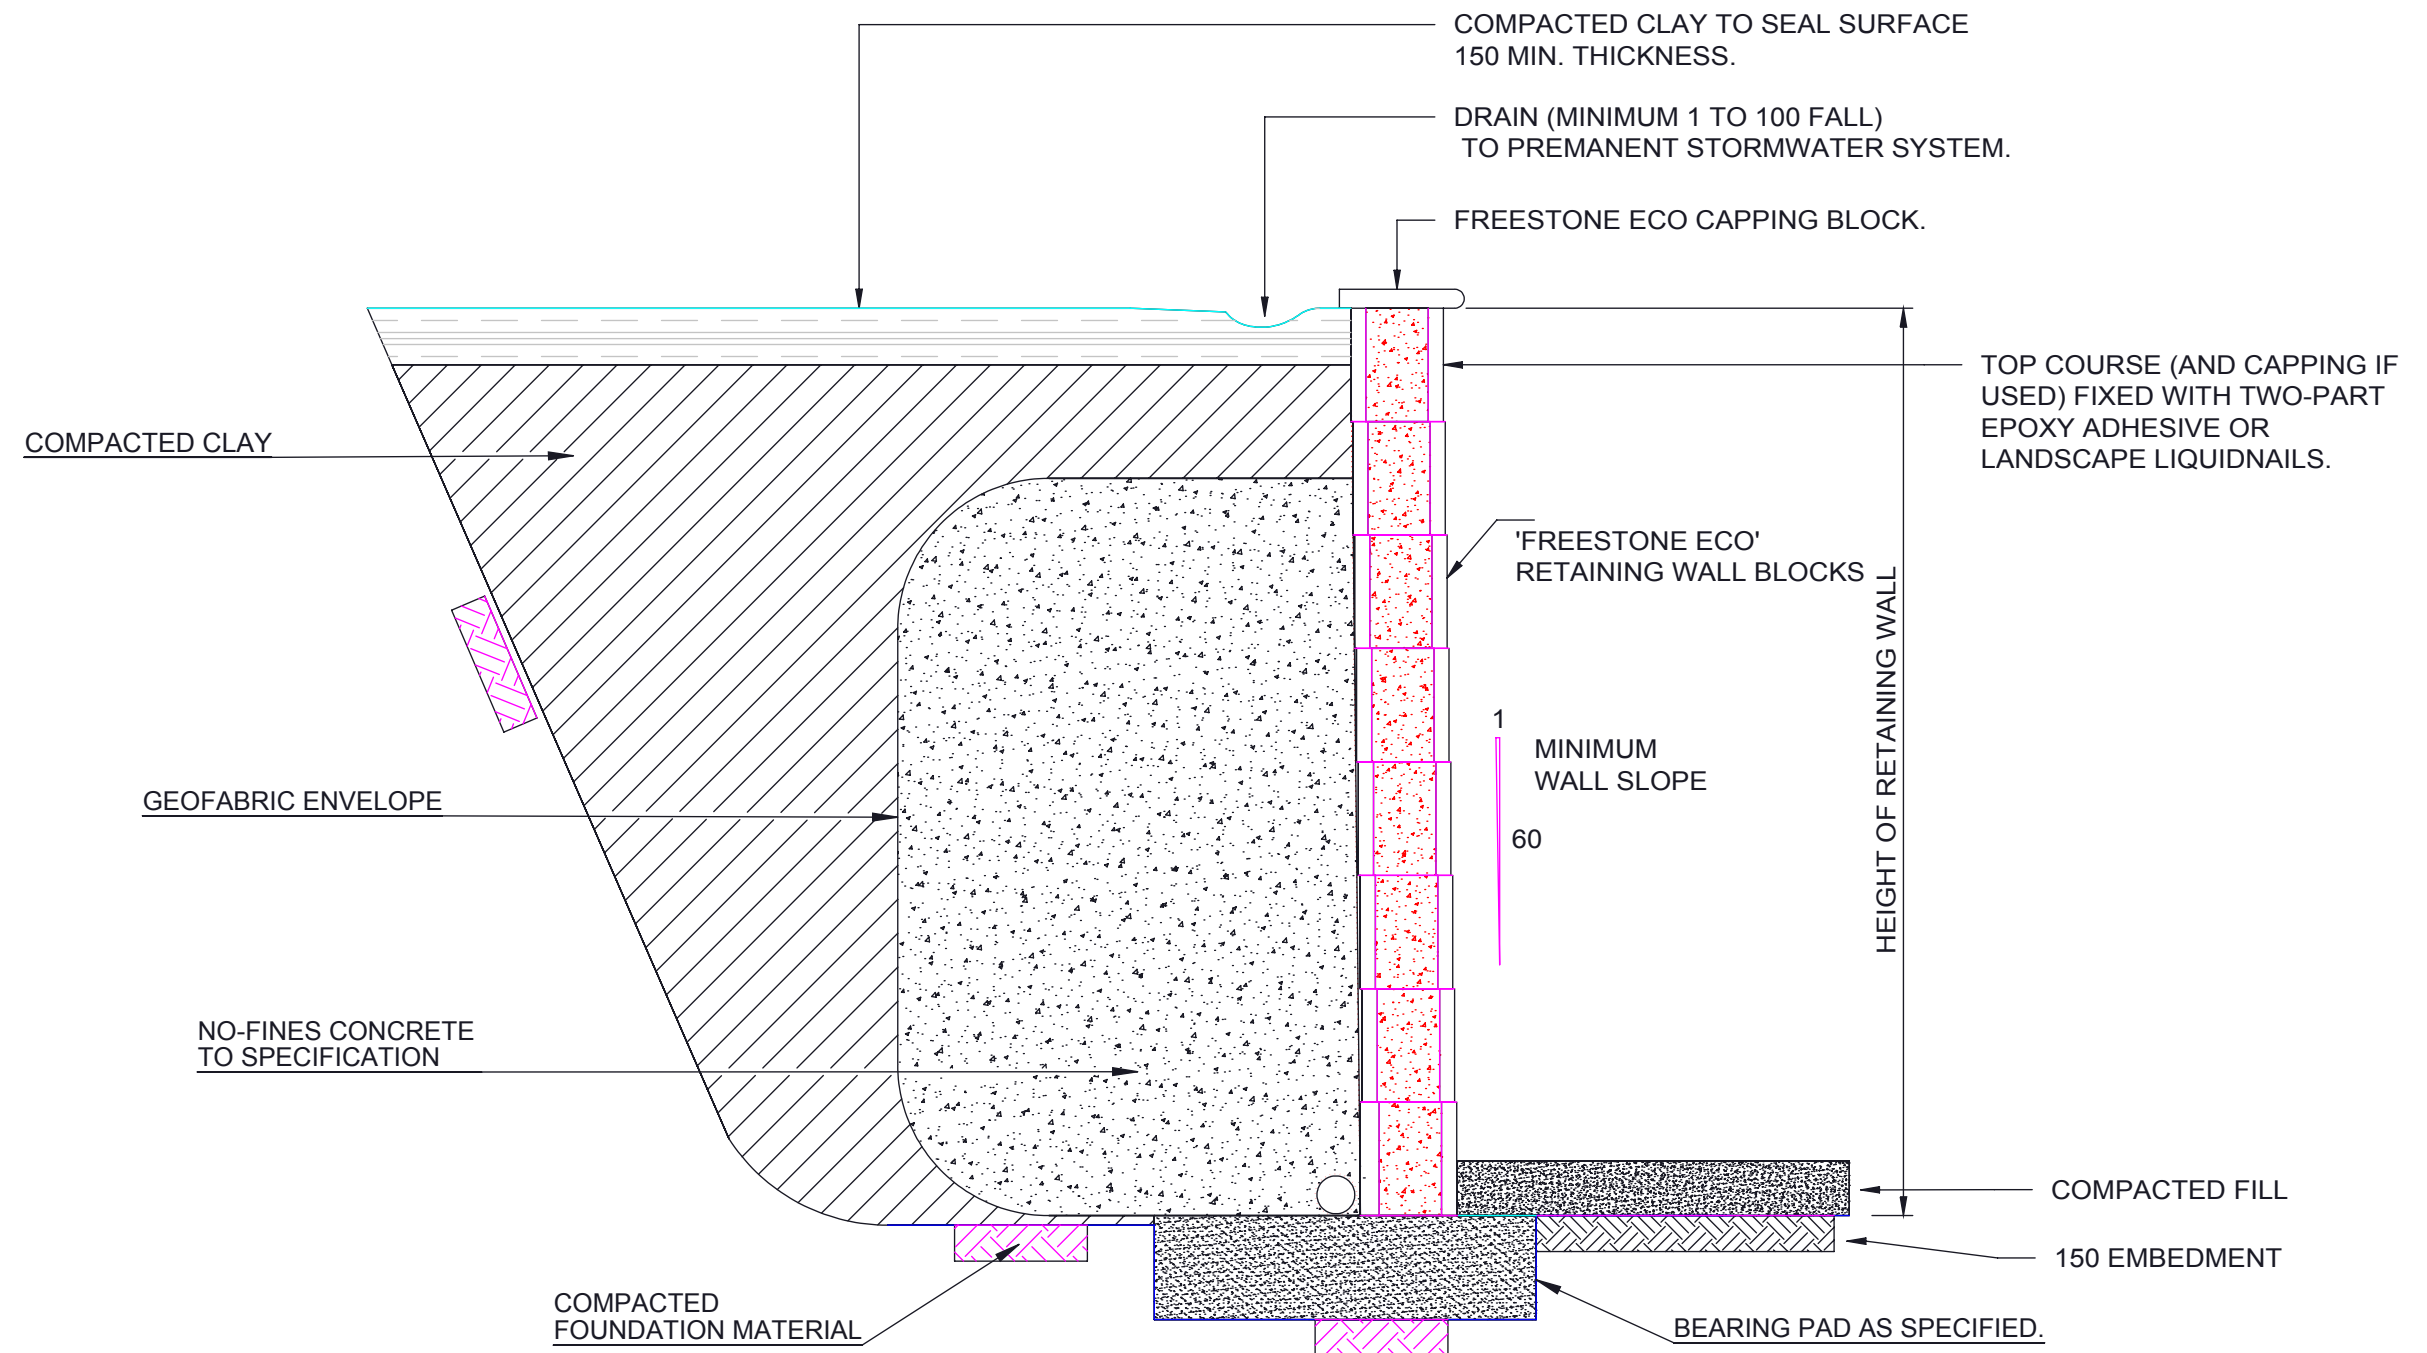 COMPACTED CLAY TO SEAL SURFACE
150 MIN. THICKNESS.
DRAIN (MINIMUM 1 TO 100 FALL)
TO PREMANENT STORMWATER SYSTEM.
FREESTONE ECO CAPPING BLOCK.
TOP COURSE (AND CAPPING IF
USED) FIXED WITH TWO-PART
EPOXY ADHESIVE OR
LANDSCAPE LIQUIDNAILS.
COMPACTED CLAY
'FREESTONE ECO'
RETAINING WALL BLOCKS
HEIGHT OF RETAINING WALL
1
MINIMUM
WALL SLOPE
60
GEOFABRIC ENVELOPE
NO-FINES CONCRETE
TO SPECIFICATION
COMPACTED FILL
150 EMBEDMENT
COMPACTED
FOUNDATION MATERIAL
BEARING PAD AS SPECIFIED.